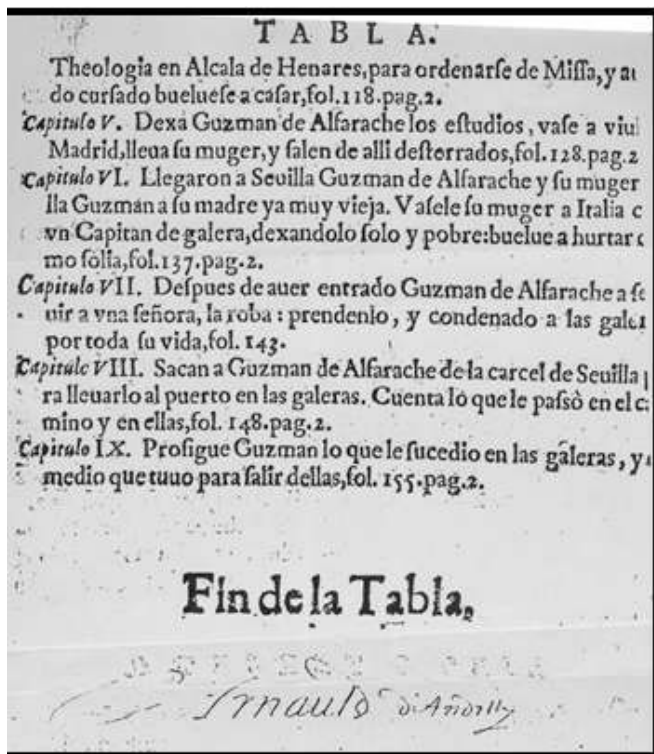 TABLA.
Theologia en Alcala de Henares, para ordenarſe de Miſſa, y au
do curſado bueluefe a caſar, fol. 118. pag. 2.
Capitulo V. Dexa Guzman de Alfarache los eſtudios, vaſe a viui
Madrid, lleua ſu muger, y ſalen de alli deſterrados, fol. 128. pag. 2
Capitulo VI. Llegaron a Seuilla Guzman de Alfarache y ſu muger
lla Guzman a ſu madre ya muy vieja. Vaſele ſu muger a Italia c
vn Capitan de galera, dexandolo ſolo y pobre: buelue a hurtar c
mo ſolia, fol. 137. pag. 2.
Capitulo VII. Deſpues de auer entrado Guzman de Alfarache a ſe
uir a vna ſeñora, la roba: prendenlo, y condenado a las gale
por toda ſu vida, fol. 143.
Capitulo VIII. Sacan a Guzman de Alfarache de la carcel de Seuilla
ra lleuarlo al puerto en las galeras. Cuenta lo que le paſsò en el c
mino y en ellas, fol. 148. pag. 2.
Capitulo IX. Proſigue Guzman lo que le ſucedio en las galeras, y
medio que tuuo para ſalir dellas, fol. 155. pag. 2.
Fin de la Tabla,